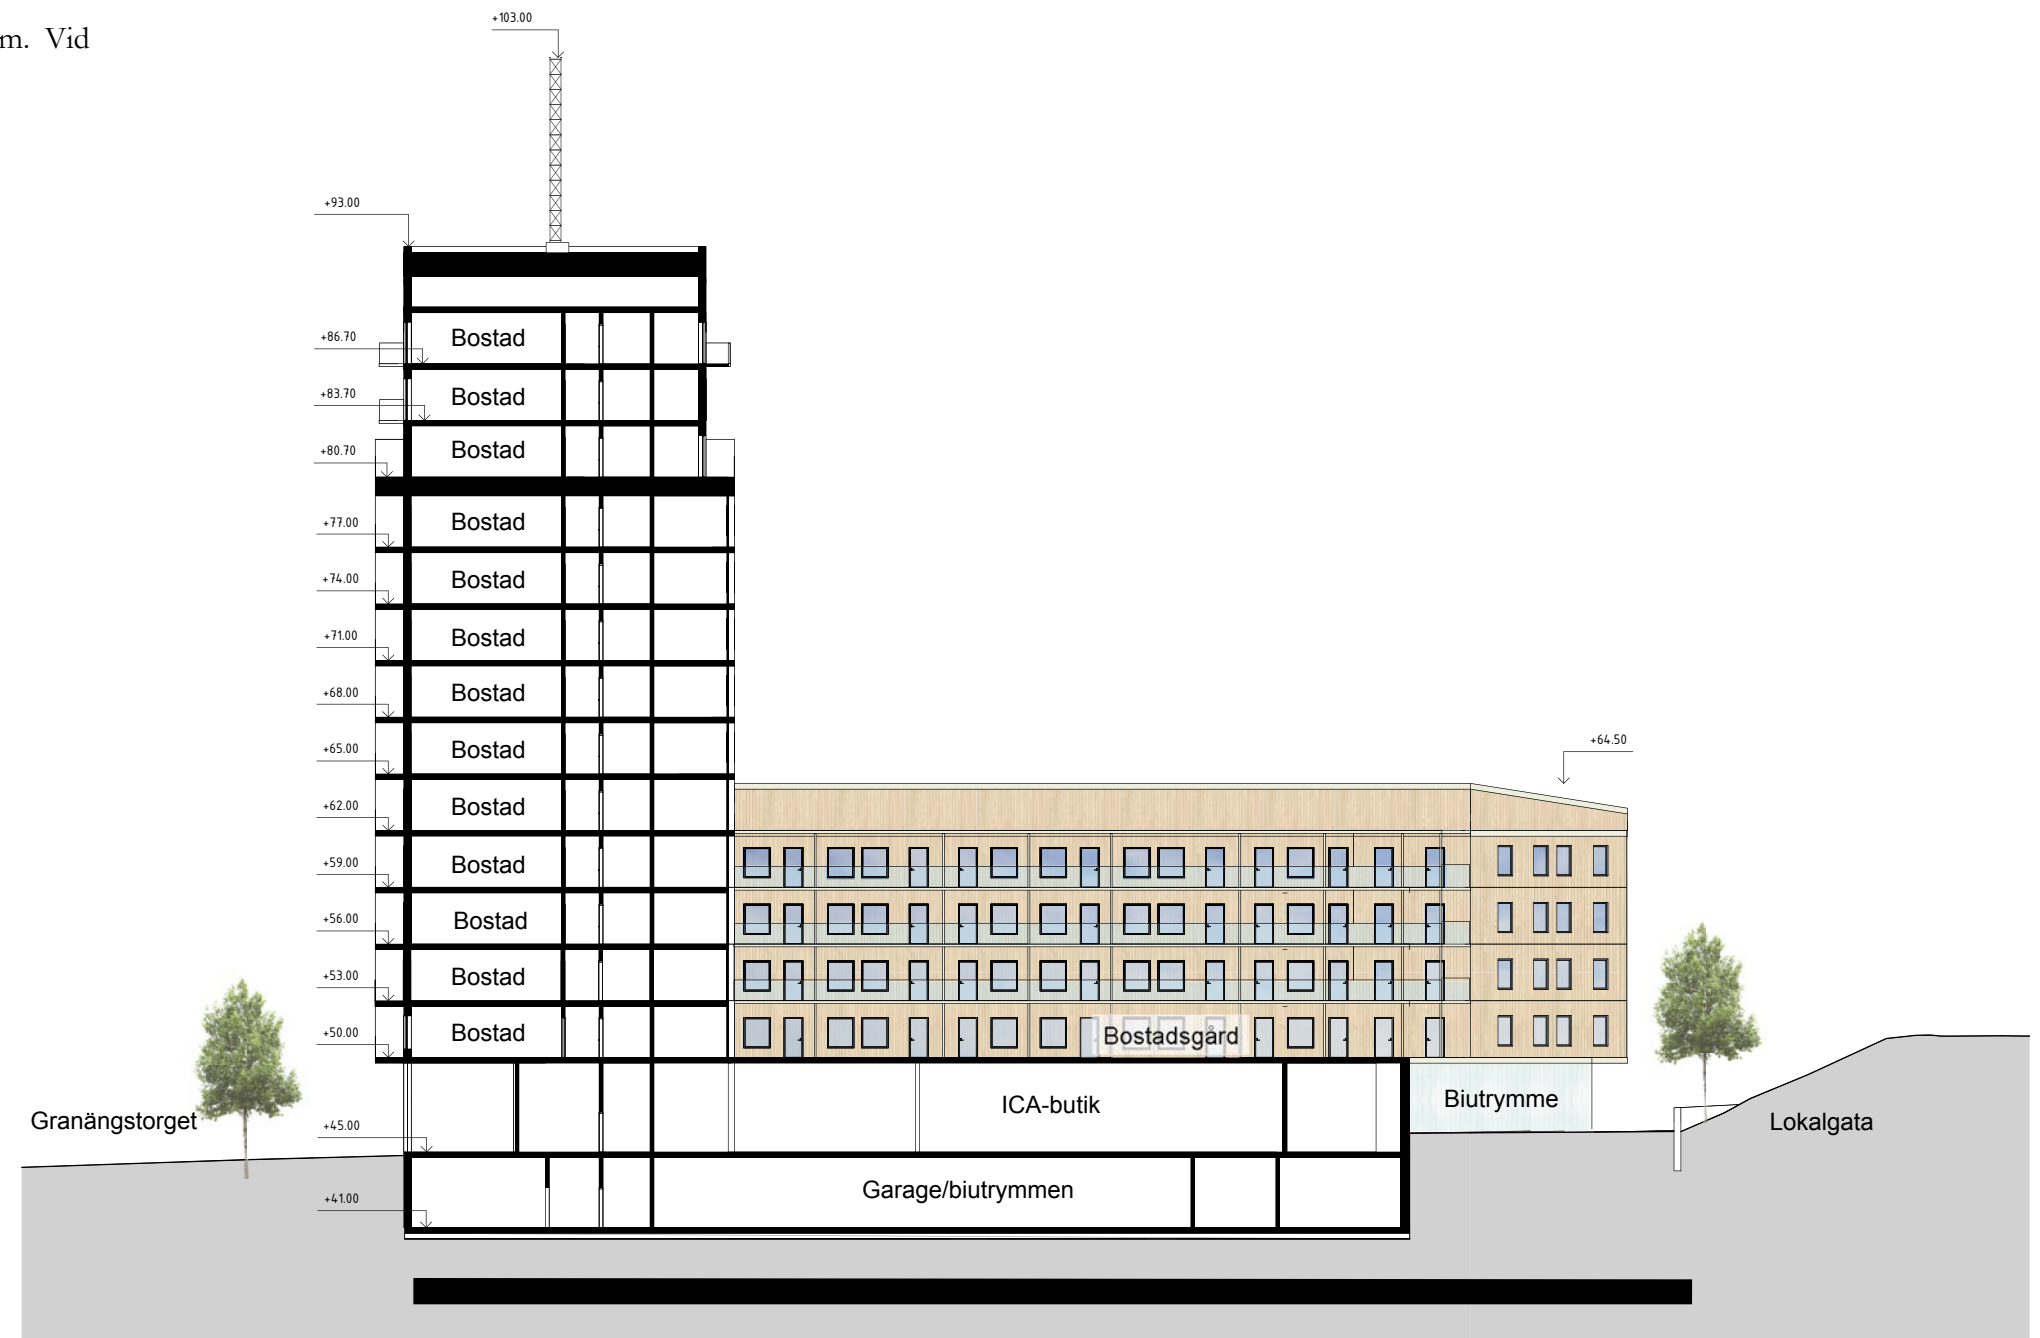 +103.00
m. Vid
+93.00
+86.70
Bostad
+83.70
Bostad
+80.70
Bostad
+77.00
Bostad
+74.00
Bostad
+71.00
Bostad
+68.00
Bostad
+65.00
Bostad
+64.50
+62.00
Bostad
+59.00
Bostad
+56.00
Bostad
+53.00
Bostad
+50.00
Bostad
Bostadsgård
ICA-butik
Biutrymme
Granängstorget
+45.00
Lokalgata
Garage/biutrymmen
+41.00